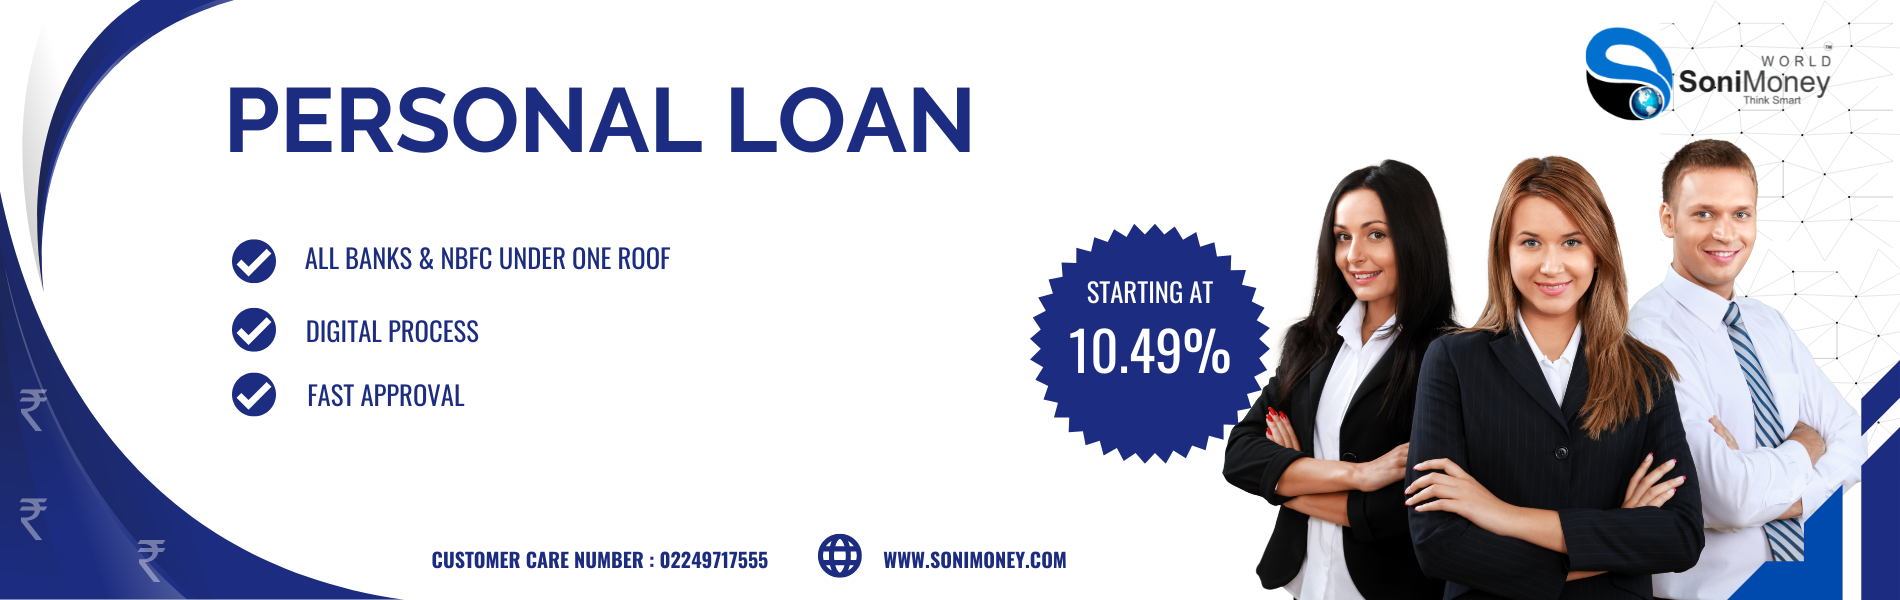 WORLD
SoniMoney
Think Smart
TM
PERSONAL LOAN
ALL BANKS & NBFC UNDER ONE ROOF
DIGITAL PROCESS
FAST APPROVAL
STARTING AT
10.49%
₹
₹
₹
CUSTOMER CARE NUMBER : 02249717555
WWW.SONIMONEY.COM